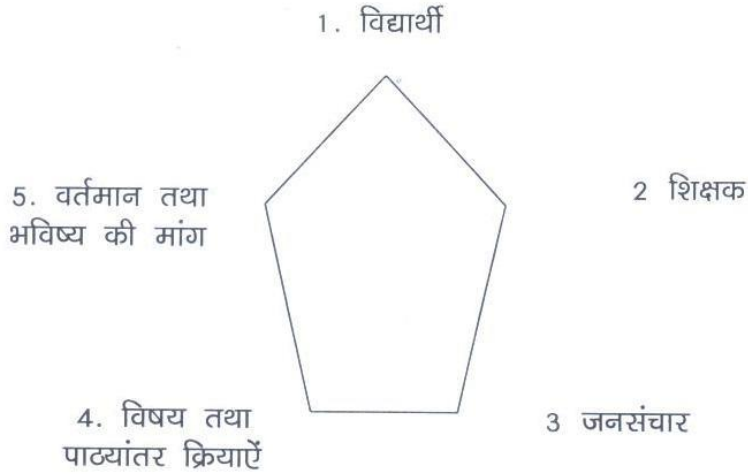 1. विद्यार्थी
5. वर्तमान तथा
भविष्य की मांग
2 शिक्षक
4. विषय तथा
पाठ्यांतर क्रियाऐं
3 जनसंचार